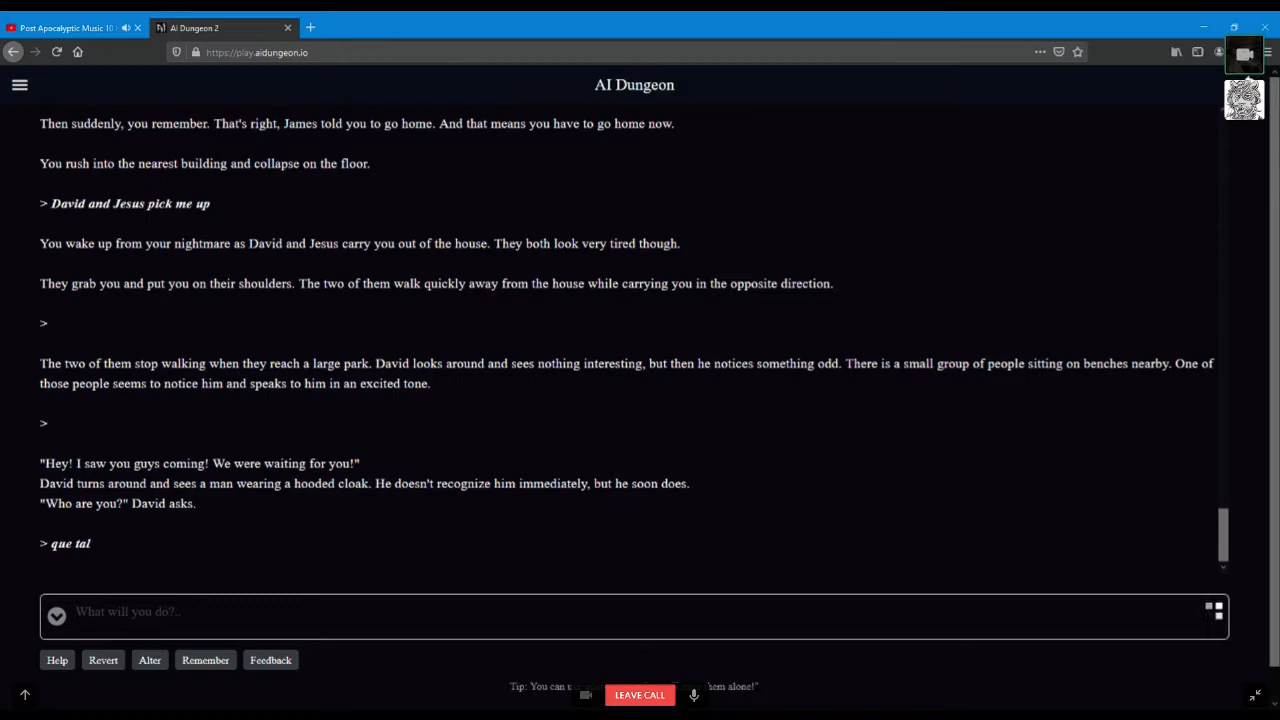 Post Apocalyptic Music 10
AI Dungeon 2
https://play.aidungeon.io
AI Dungeon
Then suddenly, you remember. That's right, James told you to go home. And that means you have to go home now.
You rush into the nearest building and collapse on the floor.
> David and Jesus pick me up
You wake up from your nightmare as David and Jesus carry you out of the house. They both look very tired though.
They grab you and put you on their shoulders. The two of them walk quickly away from the house while carrying you in the opposite direction.
>
The two of them stop walking when they reach a large park. David looks around and sees nothing interesting, but then he notices something odd. There is a small group of people sitting on benches nearby. One of
those people seems to notice him and speaks to him in an excited tone.
>
"Hey! I saw you guys coming! We were waiting for you!"
David turns around and sees a man wearing a hooded cloak. He doesn't recognize him immediately, but he soon does.
"Who are you?" David asks.
> que tal
What will you do?..
Help Revert Alter Remember Feedback
Tip: You can them alone!"
LEAVE CALL